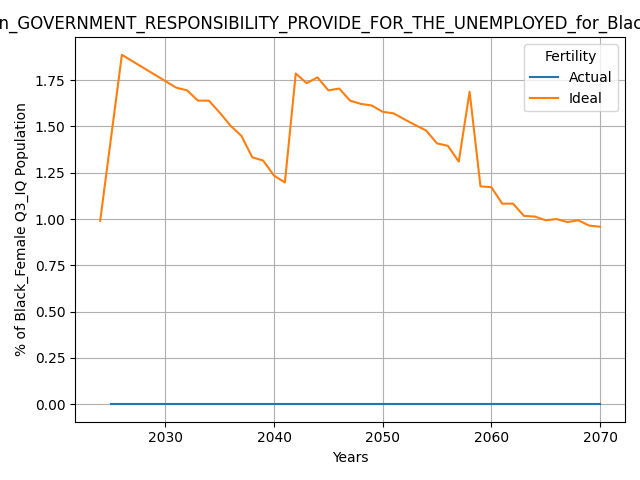 n_GOVERNMENT_RESPONSIBILITY_PROVIDE_FOR_THE_UNEMPLOYED_for_Blac
Fertility
Actual
Ideal
% of Black_Female Q3_IQ Population
1.75
1.50
1.25
1.00
0.75
0.50
0.25
0.00
2030 2040 2050 2060 2070
Years